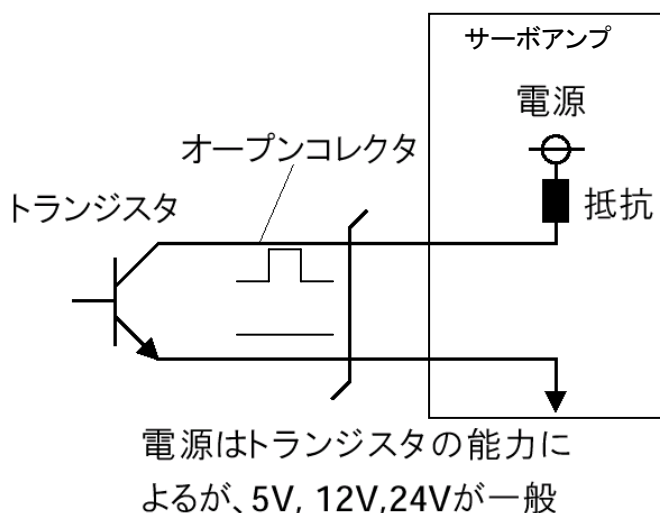 サーボアンプ
電源
オープンコレクタ
トランジスタ
抵抗
電源はトランジスタの能力に
よるが、5V, 12V,24Vが一般